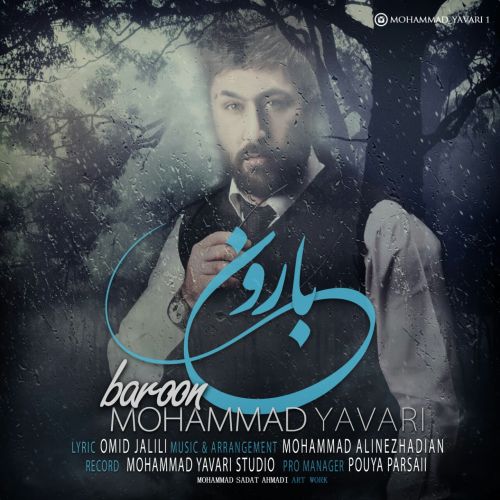 MOHAMMAD_YAVARI 1
بارون
baroon
MOHAMMAD YAVARI
LYRIC OMID JALILI MUSIC & ARRANGEMENT MOHAMMAD ALINEZHADIAN
RECORD MOHAMMAD YAVARI STUDIO PRO MANAGER POUYA PARSAII
MOHAMMAD SADAT AHMADI ART WORK